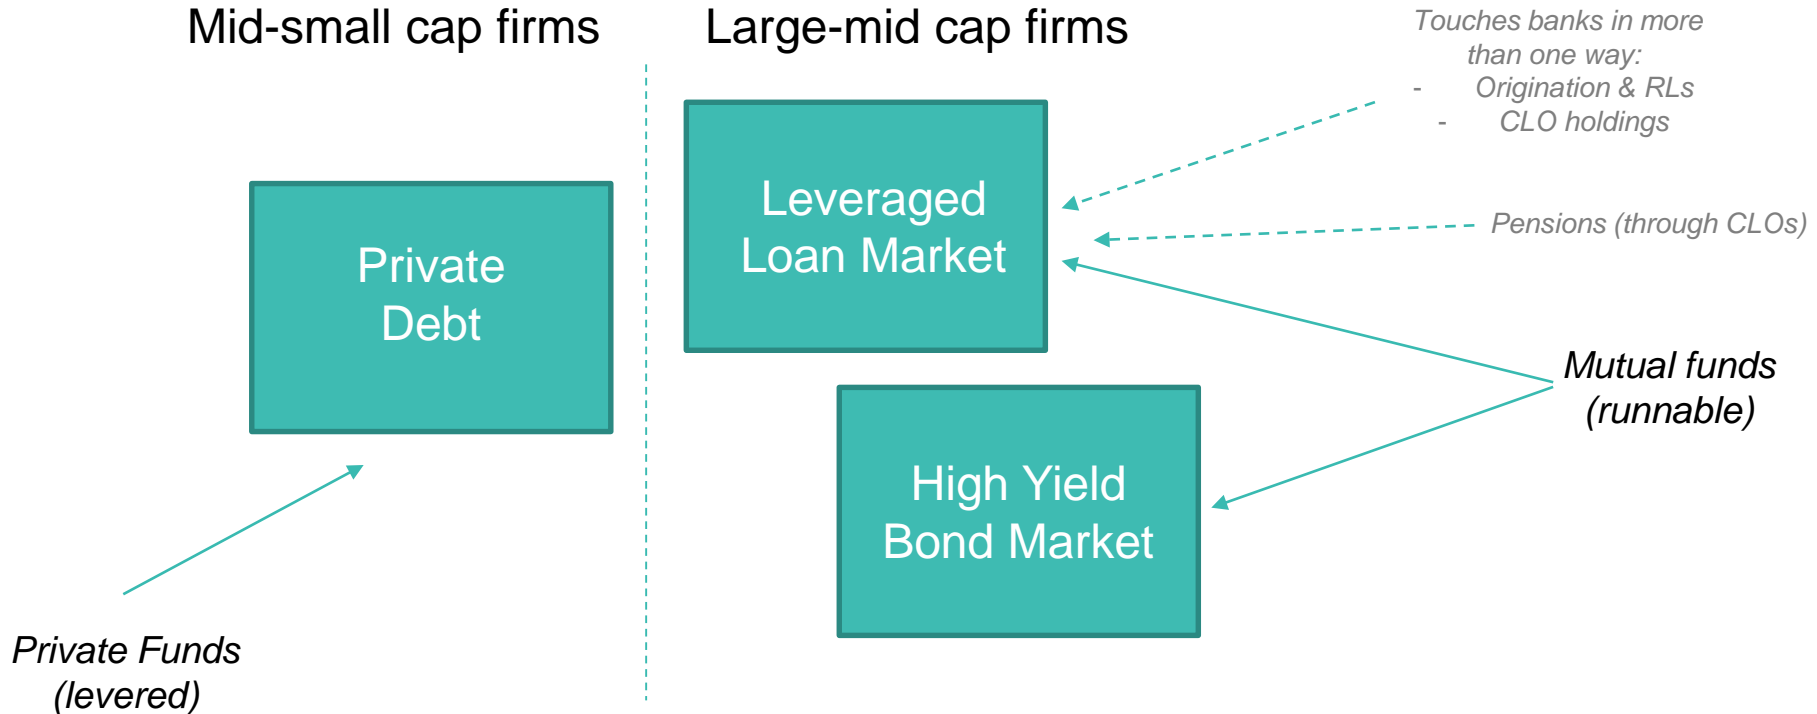 Mid-small cap firms
Large-mid cap firms
Touches banks in more
than one way:
- Origination & RLs
- CLO holdings
Leveraged
Loan Market
Pensions (through CLOs)
Private
Debt
Mutual funds
(runnable)
High Yield
Bond Market
Private Funds
(levered)